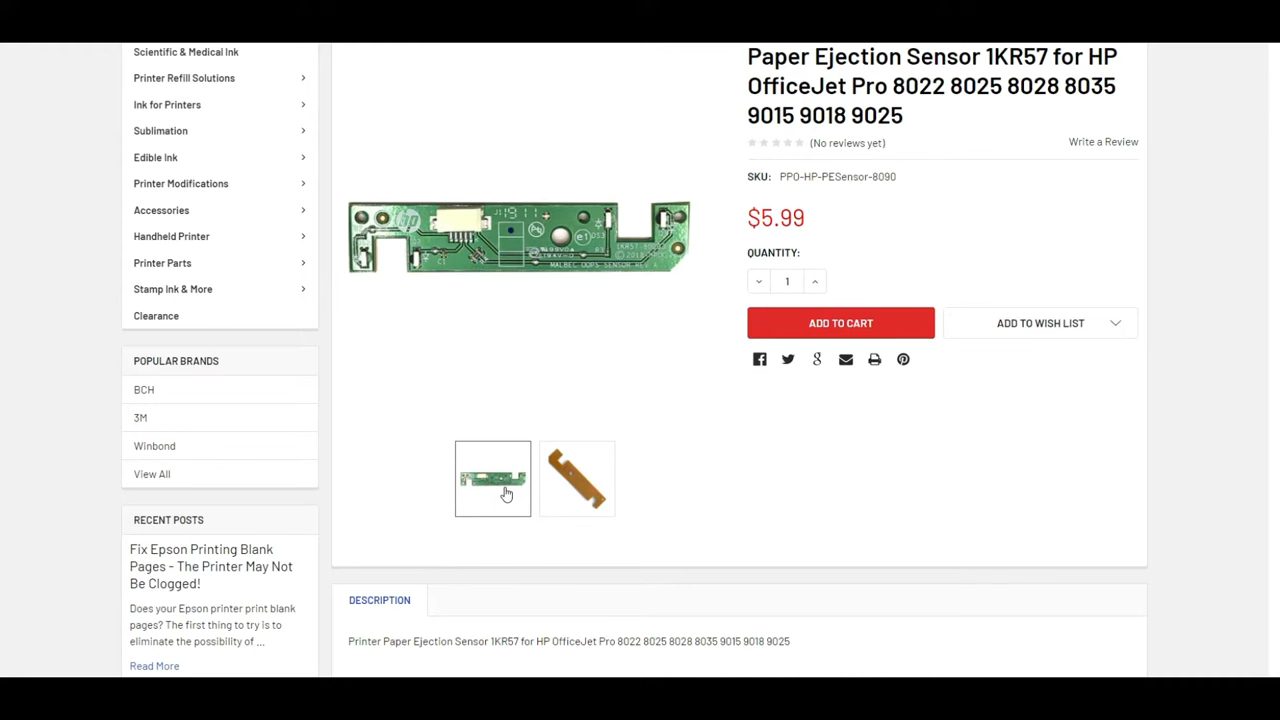 Scientific & Medical Ink
Printer Refill Solutions
Ink for Printers
Sublimation
Edible Ink
Printer Modifications
Accessories
Handheld Printer
Printer Parts
Stamp Ink & More
Clearance
POPULAR BRANDS
BCH
3M
Winbond
View All
RECENT POSTS
Fix Epson Printing Blank
Pages - The Printer May Not
Be Clogged!
Does your Epson printer print blank
pages? The first thing to try is to
eliminate the possibility of ...
Read More
hp
J1
1911
Pb
e1
Paper Ejection Sensor 1KR57 for HP
OfficeJet Pro 8022 8025 8028 8035
9015 9018 9025
(No reviews yet)
Write a Review
SKU: PPO-HP-PESensor-8090
$5.99
QUANTITY:
1
ADD TO CART
ADD TO WISH LIST
DESCRIPTION
Printer Paper Ejection Sensor 1KR57 for HP OfficeJet Pro 8022 8025 8028 8035 9015 9018 9025